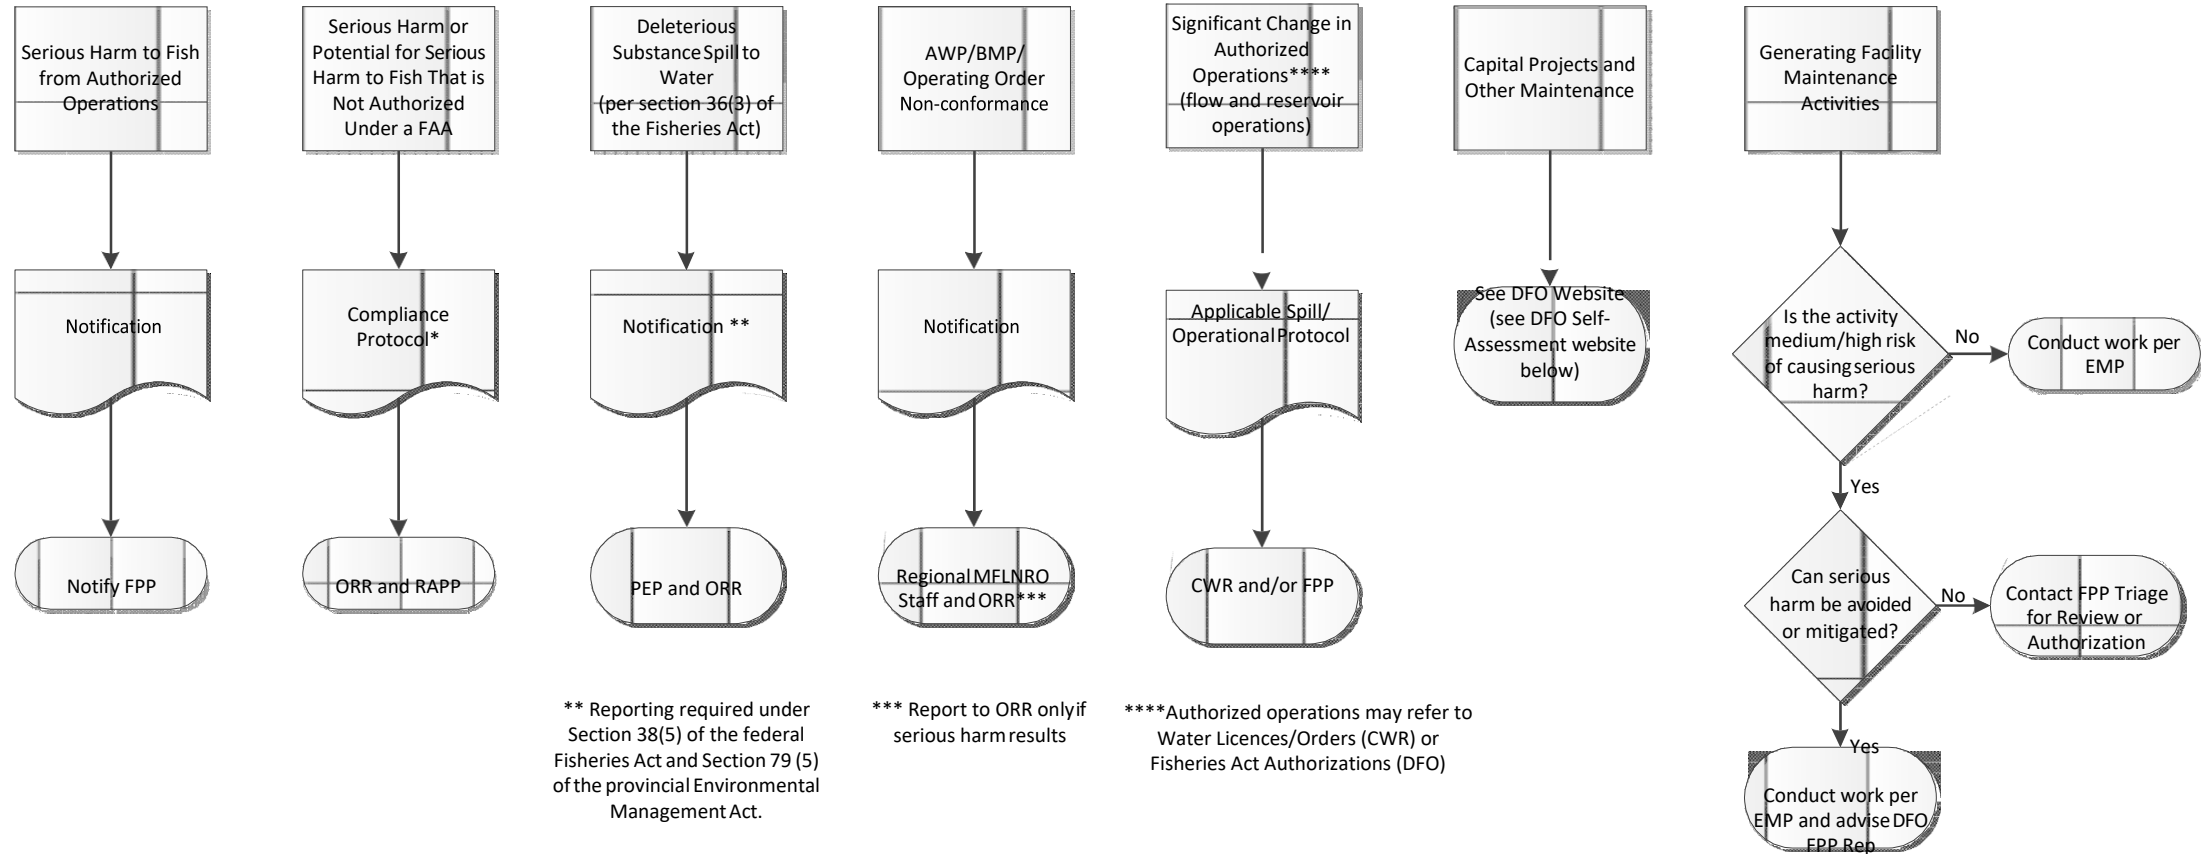 Serious Harm to Fish
from Authorized
Operations
Serious Harm or
Potential for Serious
Harm to Fish That is
Not Authorized
Under a FAA
Deleterious
Substance Spill to
Water
(per section 36(3) of
the Fisheries Act)
AWP/BMP/
Operating Order
Non-conformance
Significant Change in
Authorized
Operations****
(flow and reservoir
operations)
Capital Projects and
Other Maintenance
Generating Facility
Maintenance
Activities
Notification
Compliance
Protocol*
Notification **
Notification
Applicable Spill/
Operational Protocol
See DFO Website
(see DFO Self-
Assessment website
below)
Is the activity
medium/high risk
of causing serious
harm?
No
Conduct work per
EMP
Yes
Notify FPP
ORR and RAPP
PEP and ORR
Regional MFLNRO
Staff and ORR***
CWR and/or FPP
Can serious
harm be avoided
or mitigated?
No
Contact FPP Triage
for Review or
Authorization
Yes
Conduct work per
EMP and advise DFO
FPP Rep
** Reporting required under
Section 38(5) of the federal
Fisheries Act and Section 79 (5)
of the provincial Environmental
Management Act.
*** Report to ORR only if
serious harm results
****Authorized operations may refer to
Water Licences/Orders (CWR) or
Fisheries Act Authorizations (DFO)